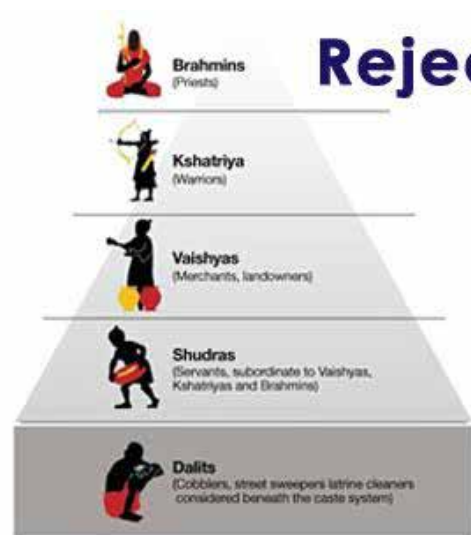 Rejec
Brahmins
(Priests)
Kshatriya
(Warriors)
Vaishyas
(Merchants, landowners)
Shudras
(Servants, subordinate to Vaishyas,
Kshatriyas and Brahmins)
Dalits
(Cobblers, street sweepers latrine cleaners
considered beneath the caste system)